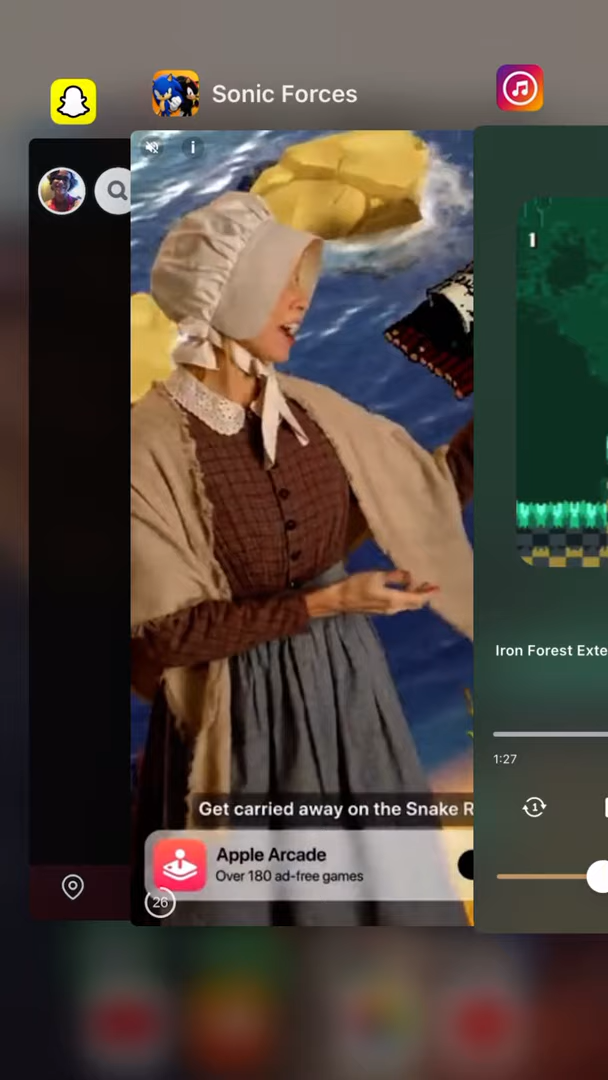 Sonic Forces
i
1
Get carried away on the Snake R
Apple Arcade
Over 180 ad-free games
26
Iron Forest Exte
1:27
1